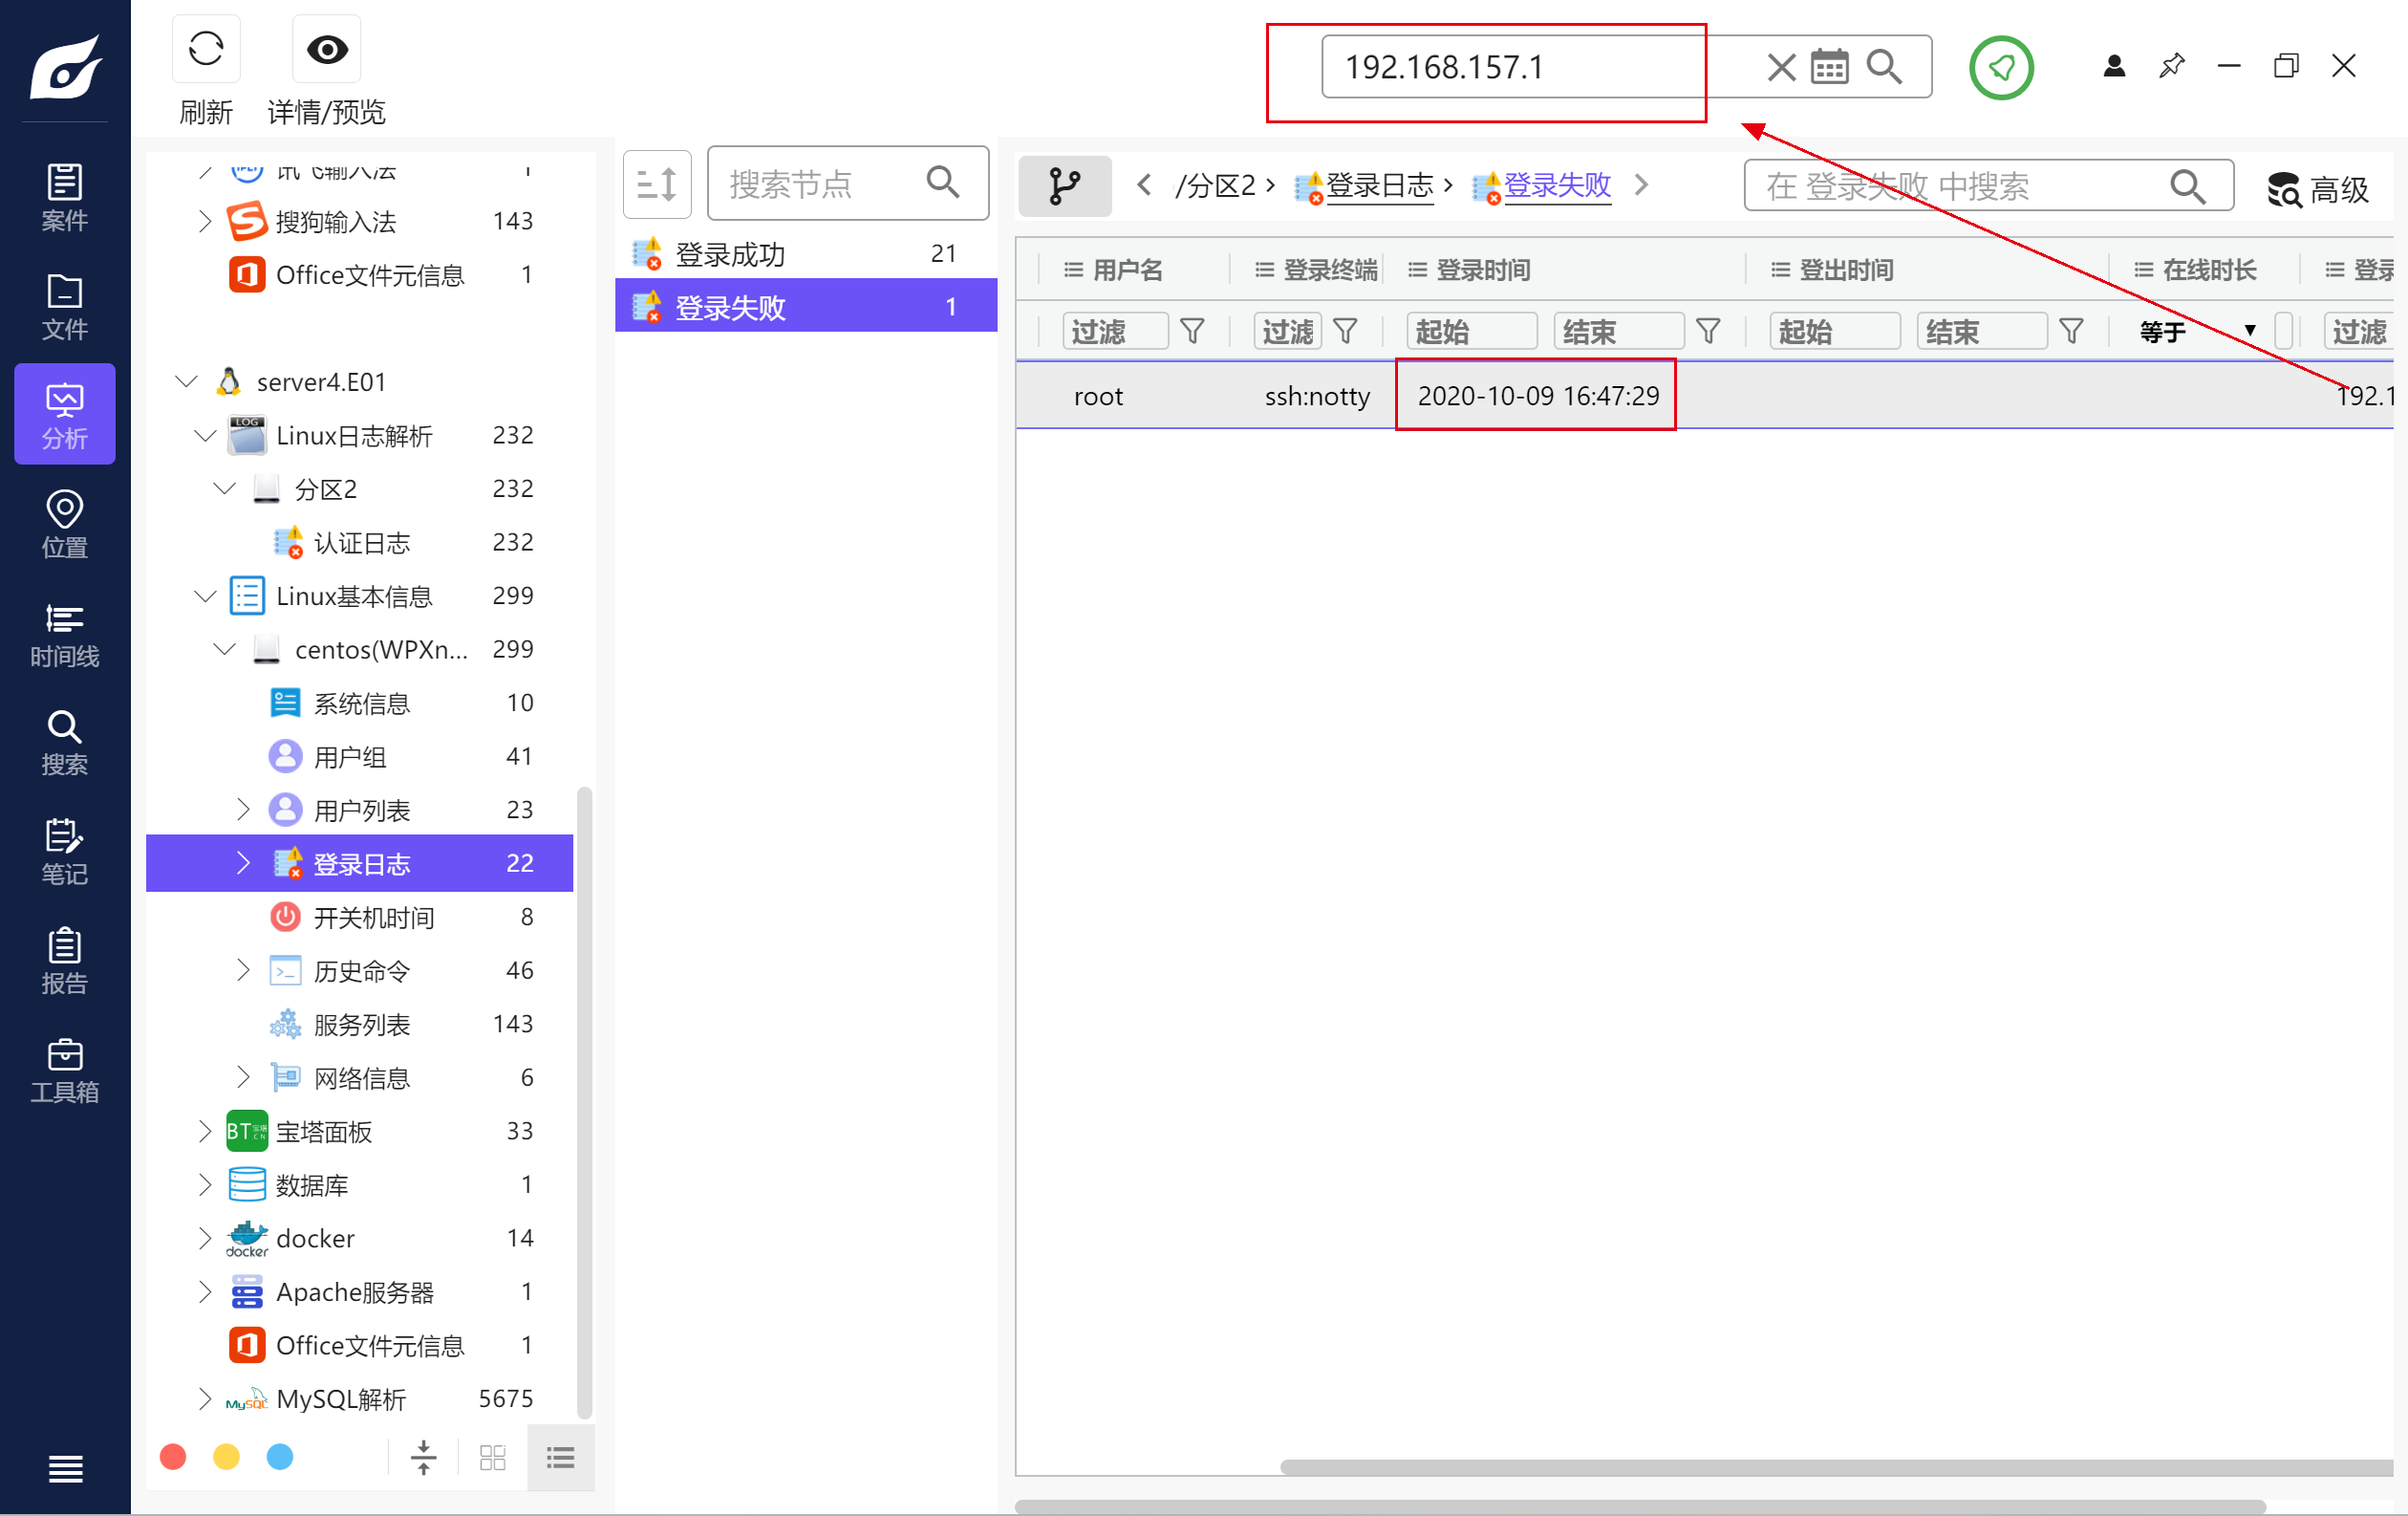 刷新
详情/预览
192.168.157.1
案件
文件
分析
位置
时间线
搜索
笔记
报告
工具箱
讯飞输入法 1
搜狗输入法 143
Office文件元信息 1
server4.E01
LOG
Linux日志解析 232
分区2 232
认证日志 232
Linux基本信息 299
centos(WPXn... 299
系统信息 10
用户组 41
用户列表 23
登录日志 22
开关机时间 8
历史命令 46
服务列表 143
网络信息 6
BT 宝塔面板 33
数据库 1
docker docker 14
Apache服务器 1
Office文件元信息 1
MySQL MySQL解析 5675
搜索节点
登录成功 21
登录失败 1
/分区2 › 登录日志 › 登录失败
在 登录失败 中搜索
高级
用户名 登录终端 登录时间 登出时间 在线时长 登录
过滤 过滤 起始 结束 起始 结束 等于 过滤
root ssh:notty 2020-10-09 16:47:29 192.1